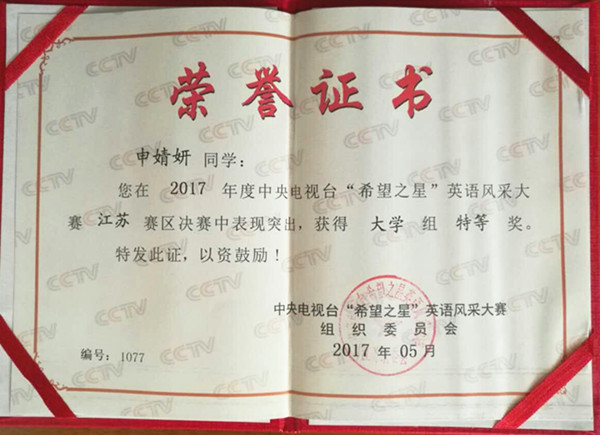 荣誉证书
申婧妍 同学:
您在 2017 年度中央电视台“希望之星”英语风采大
赛 江苏 赛区决赛中表现突出,获得 大学 组 特等 奖。
特发此证,以资鼓励!
中央电视台“希望之星”英语风采大赛
组织委员会
2017 年 05 月
编号:1077
CCTV